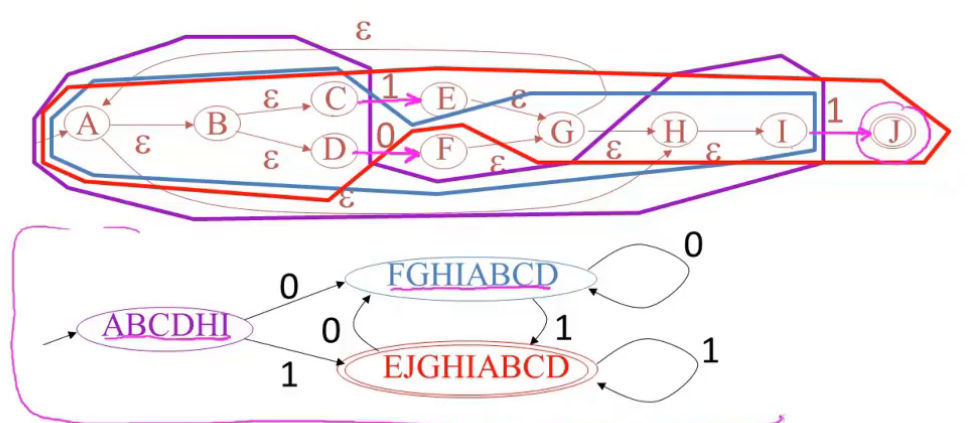 ε
ε C 1 E ε
A ε B G H I 1 J
ε D 0 F ε ε ε
ε
0
FGHIABCD
0
ABCDHI 0 1
1
EJGHIABCD
1